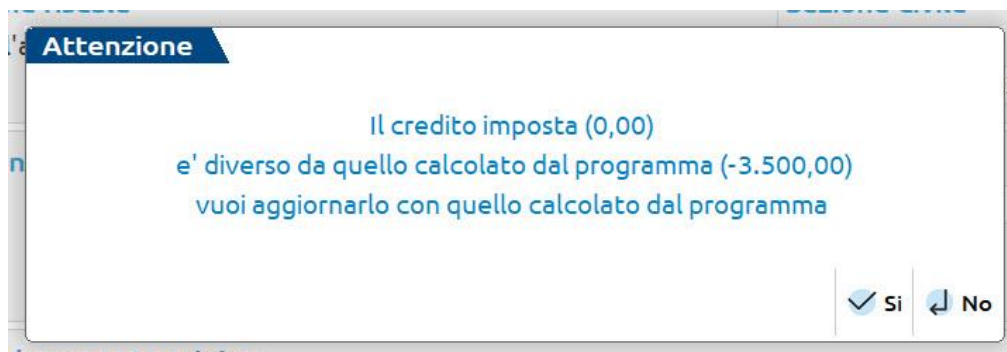 Attenzione
Il credito imposta (0,00)
e' diverso da quello calcolato dal programma (-3.500,00)
vuoi aggiornarlo con quello calcolato dal programma
Si
No